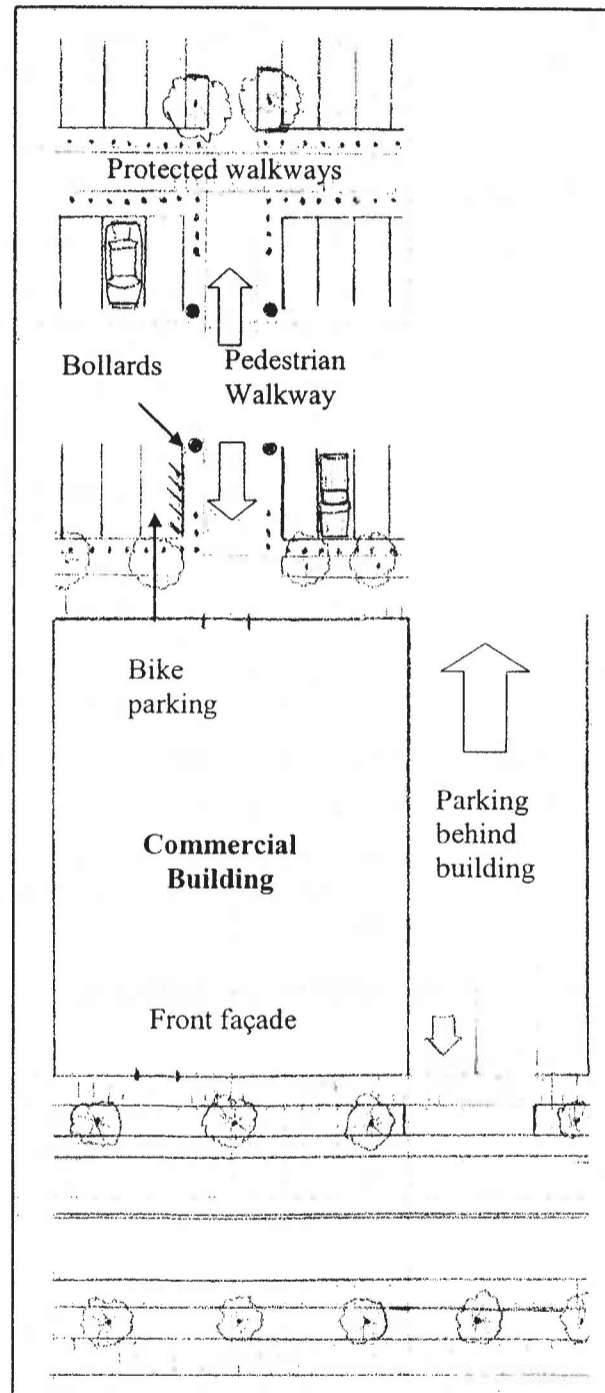 Protected walkways
Bollards
Pedestrian
Walkway
Bike
parking
Parking
behind
building
Commercial
Building
Front façade